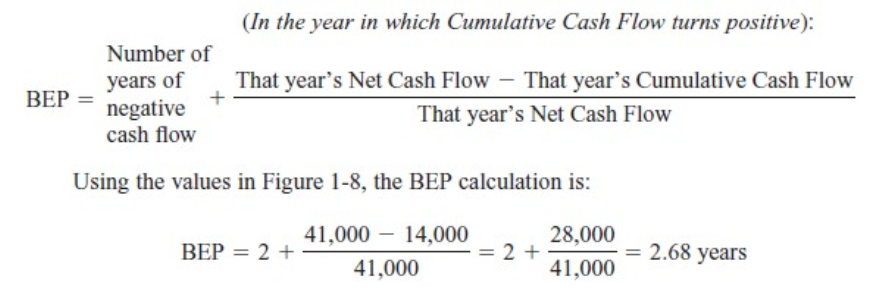 (In the year in which Cumulative Cash Flow turns positive):
BEP = Number of years of negative cash flow + That year's Net Cash Flow − That year's Cumulative Cash Flow / That year's Net Cash Flow
Using the values in Figure 1-8, the BEP calculation is:
BEP = 2 + 41,000 − 14,000 / 41,000 = 2 + 28,000 / 41,000 = 2.68 years